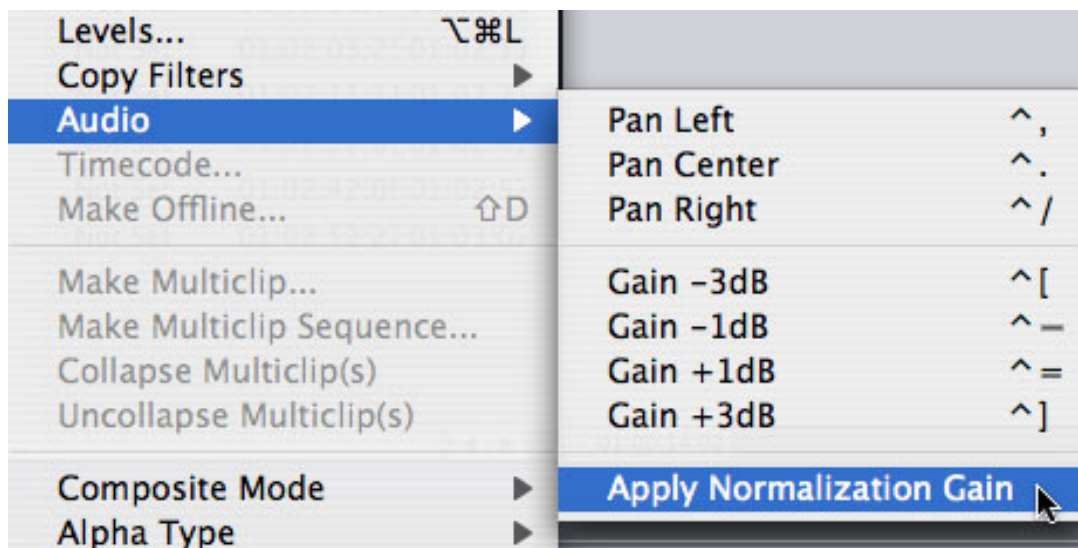 Levels... ⌥⌘L
Copy Filters ▶
Audio ▶
Timecode...
Make Offline... ⇧D
Make Multiclip...
Make Multiclip Sequence...
Collapse Multiclip(s)
Uncollapse Multiclip(s)
Composite Mode ▶
Alpha Type ▶
Pan Left ^,
Pan Center ^.
Pan Right ^/
Gain −3dB ^[
Gain −1dB ^−
Gain +1dB ^=
Gain +3dB ^]
Apply Normalization Gain